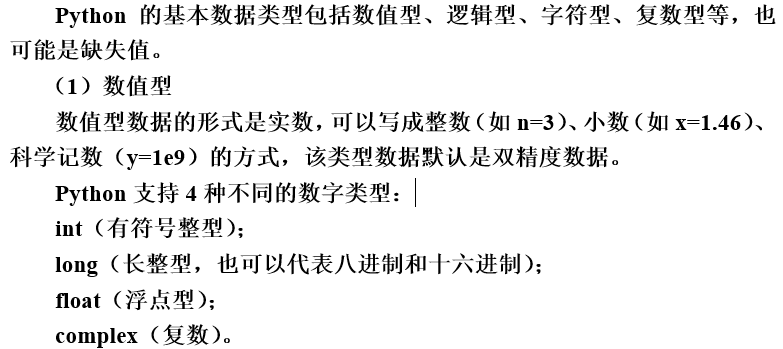 Python 的基本数据类型包括数值型、逻辑型、字符型、复数型等，也
可能是缺失值。
（1）数值型
数值型数据的形式是实数，可以写成整数（如 n=3）、小数（如 x=1.46）、
科学记数（y=1e9）的方式，该类型数据默认是双精度数据。
Python 支持 4 种不同的数字类型：
int（有符号整型）；
long（长整型，也可以代表八进制和十六进制）；
float（浮点型）；
complex（复数）。